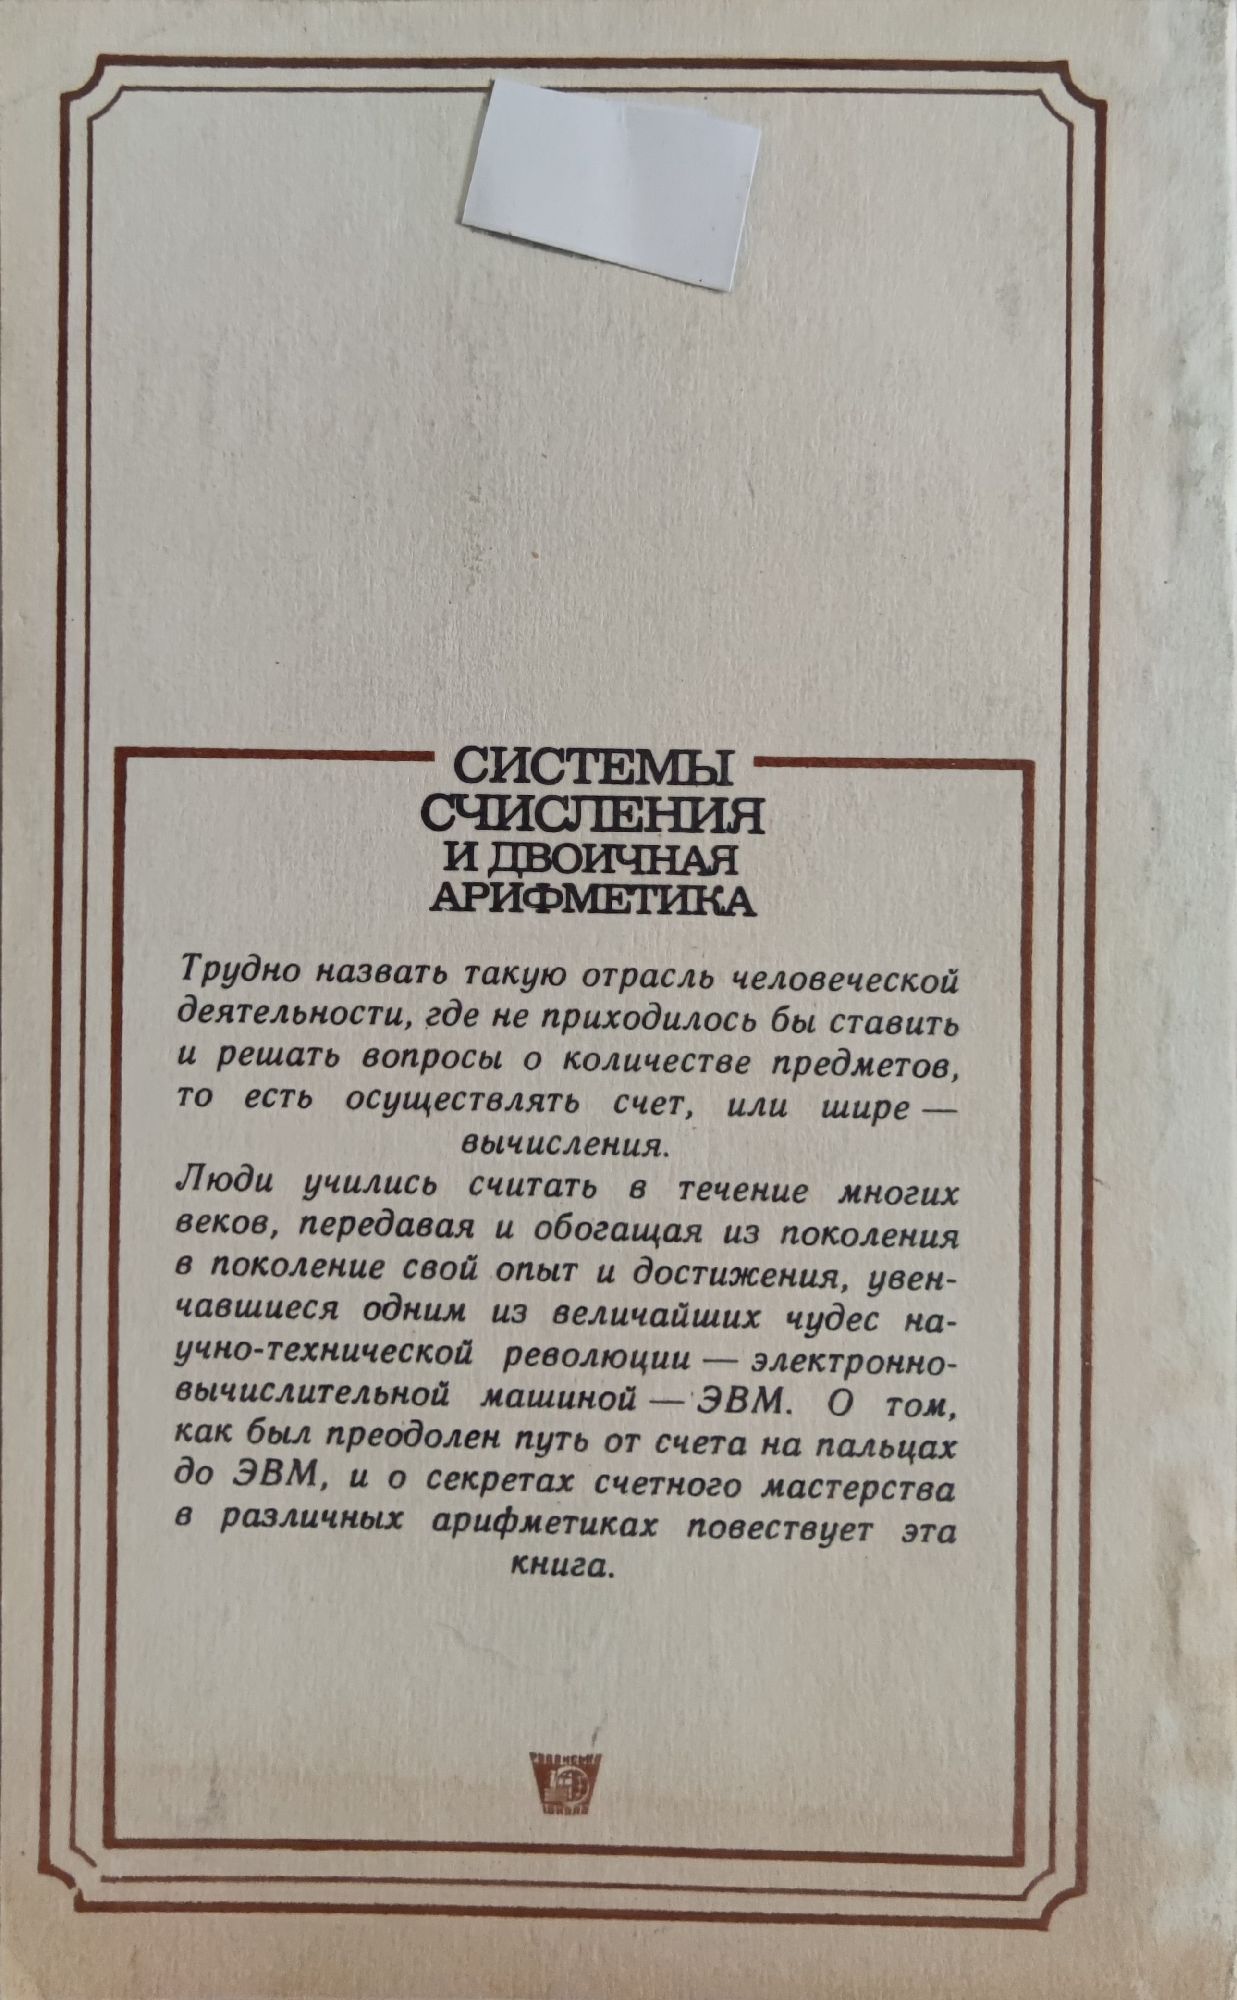 СИСТЕМЫ
СЧИСЛЕНИЯ
И ДВОИЧНАЯ
АРИФМЕТИКА
Трудно назвать такую отрасль человеческой
деятельности, где не приходилось бы ставить
и решать вопросы о количестве предметов,
то есть осуществлять счет, или шире —
вычисления.
Люди учились считать в течение многих
веков, передавая и обогащая из поколения
в поколение свой опыт и достижения, увен-
чавшиеся одним из величайших чудес на-
учно-технической революции — электронно-
вычислительной машиной — ЭВМ. О том,
как был преодолен путь от счета на пальцах
до ЭВМ, и о секретах счетного мастерства
в различных арифметиках повествует эта
книга.